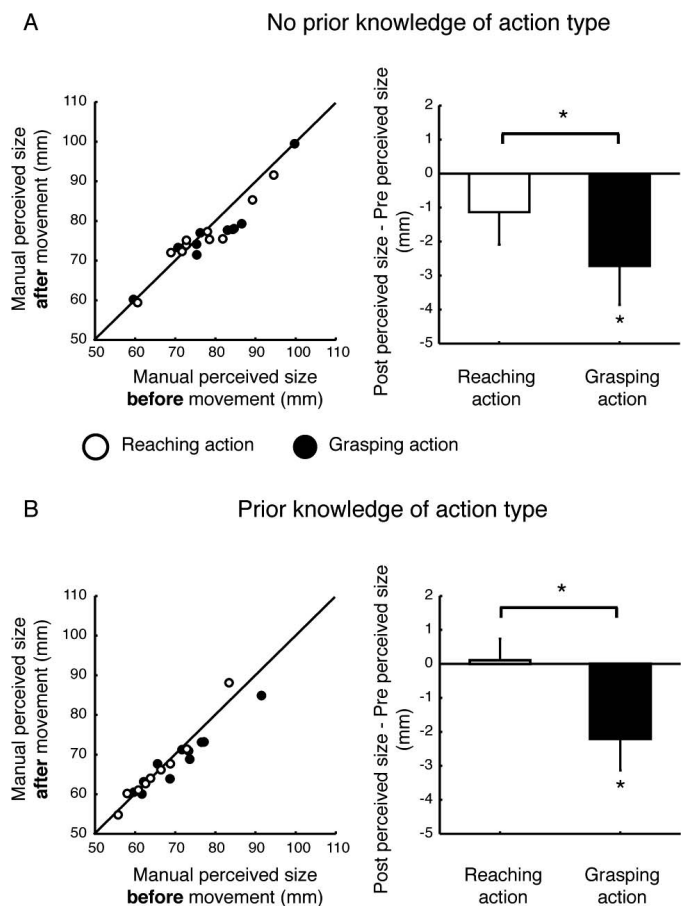 A
No prior knowledge of action type
Manual perceived size
after movement (mm)
110
100
90
80
70
60
50
50 60 70 80 90 100 110
Manual perceived size
before movement (mm)
Post perceived size - Pre perceived size
(mm)
2
1
0
-1
-2
-3
-4
-5
*
*
Reaching
action
Grasping
action
Reaching action
Grasping action
B
Prior knowledge of action type
Manual perceived size
after movement (mm)
110
100
90
80
70
60
50
50 60 70 80 90 100 110
Manual perceived size
before movement (mm)
Post perceived size - Pre perceived size
(mm)
2
1
0
-1
-2
-3
-4
-5
*
*
Reaching
action
Grasping
action